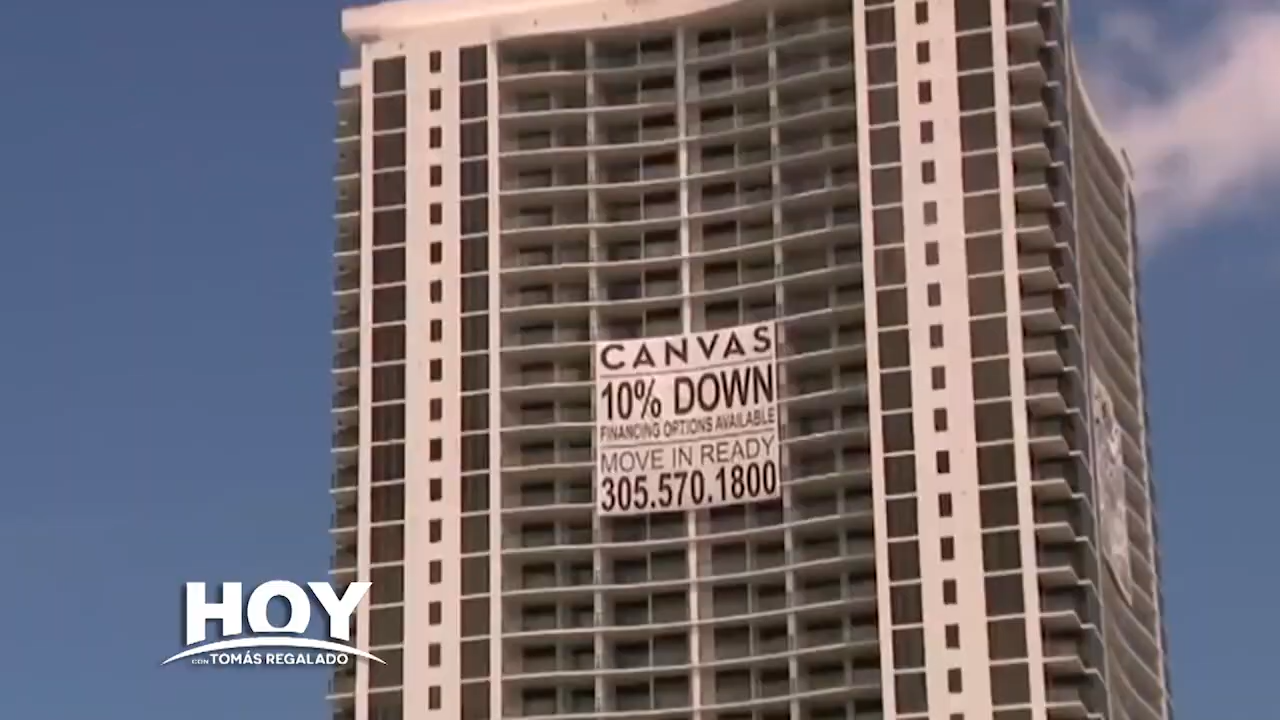 CANVAS
10% DOWN
FINANCING OPTIONS AVAILABLE
MOVE IN READY
305.570.1800
HOY
CON TOMÁS REGALADO